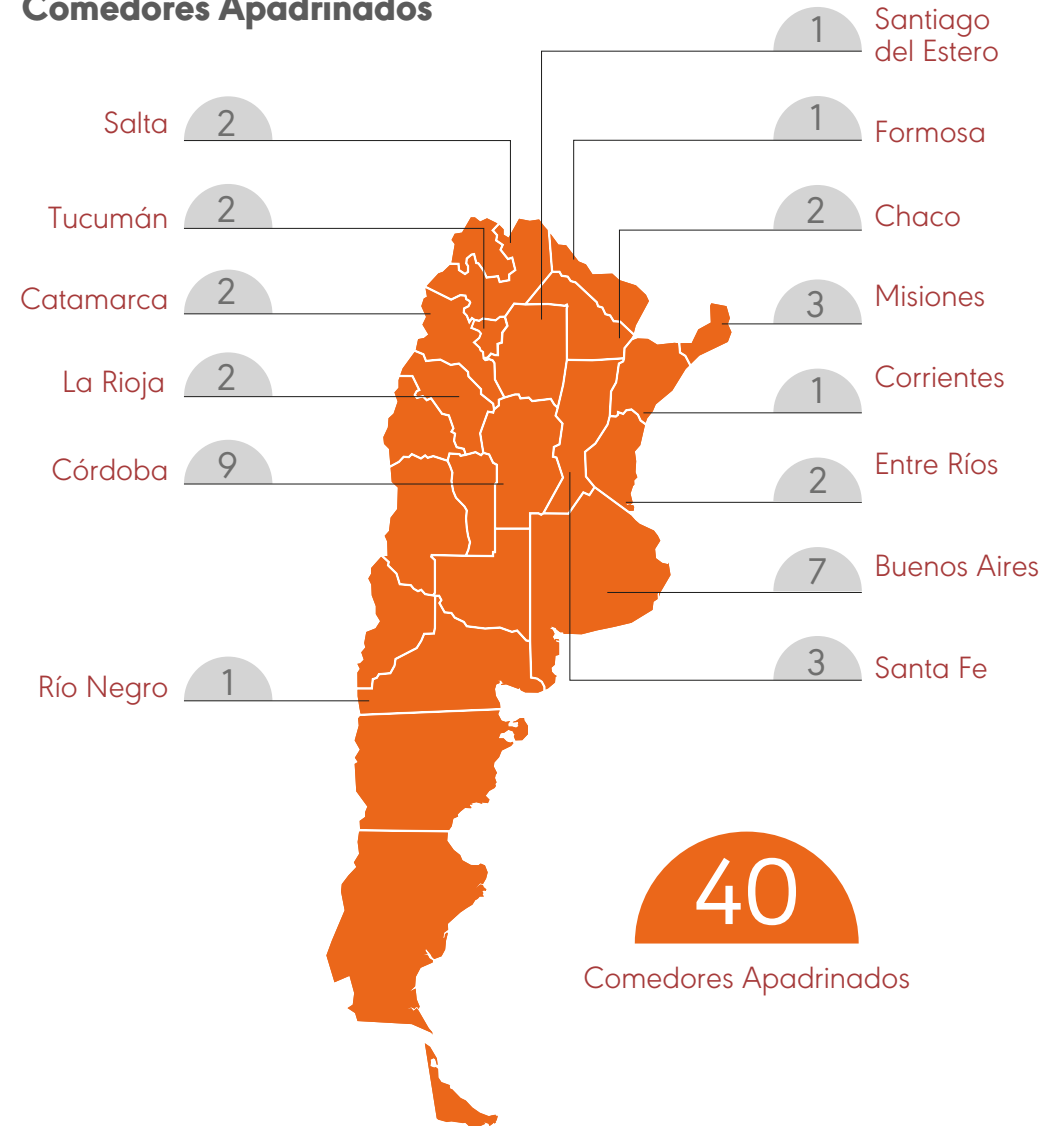 Comedores Apadrinados
Salta
2
Tucumán
2
Catamarca
2
La Rioja
2
Córdoba
9
Río Negro
1
1
Santiago
del Estero
1
Formosa
2
Chaco
3
Misiones
1
Corrientes
2
Entre Ríos
7
Buenos Aires
3
Santa Fe
40
Comedores Apadrinados